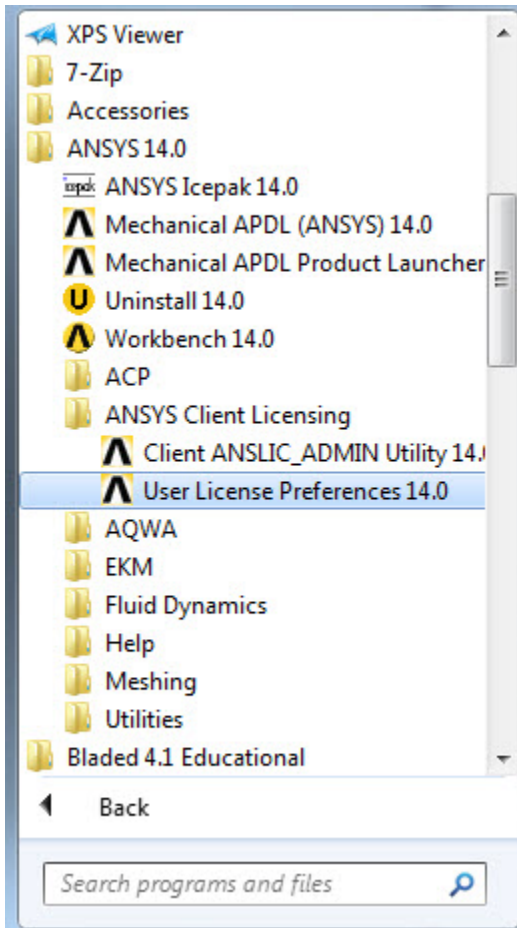 XPS Viewer
7-Zip
Accessories
ANSYS 14.0
ANSYS Icepak 14.0
Mechanical APDL (ANSYS) 14.0
Mechanical APDL Product Launcher
Uninstall 14.0
Workbench 14.0
ACP
ANSYS Client Licensing
Client ANSLIC_ADMIN Utility 14.
User License Preferences 14.0
AQWA
EKM
Fluid Dynamics
Help
Meshing
Utilities
Bladed 4.1 Educational
Back
Search programs and files